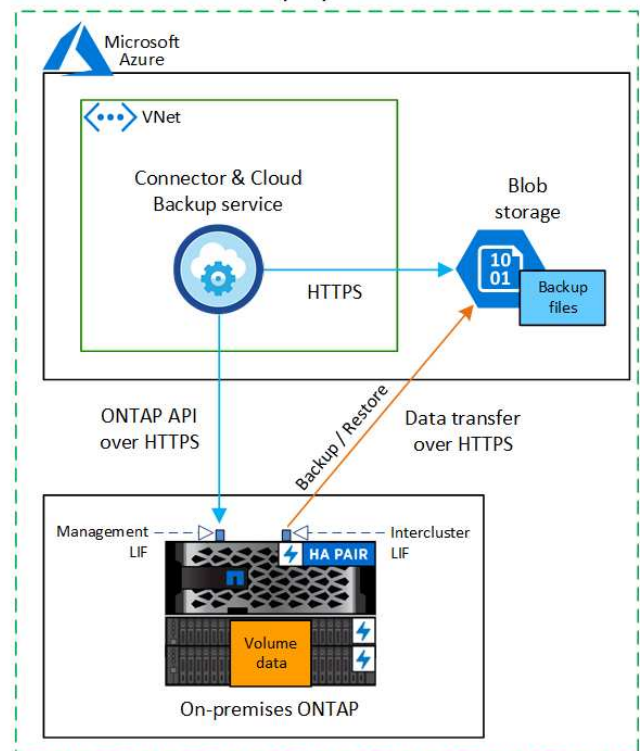 Microsoft
Azure
VNet
Connector & Cloud
Backup service
Blob
storage
10
01
Backup
files
HTTPS
ONTAP API
over HTTPS
Backup / Restore
Data transfer
over HTTPS
Management
LIF
Intercluster
LIF
HA PAIR
Volume
data
On-premises ONTAP